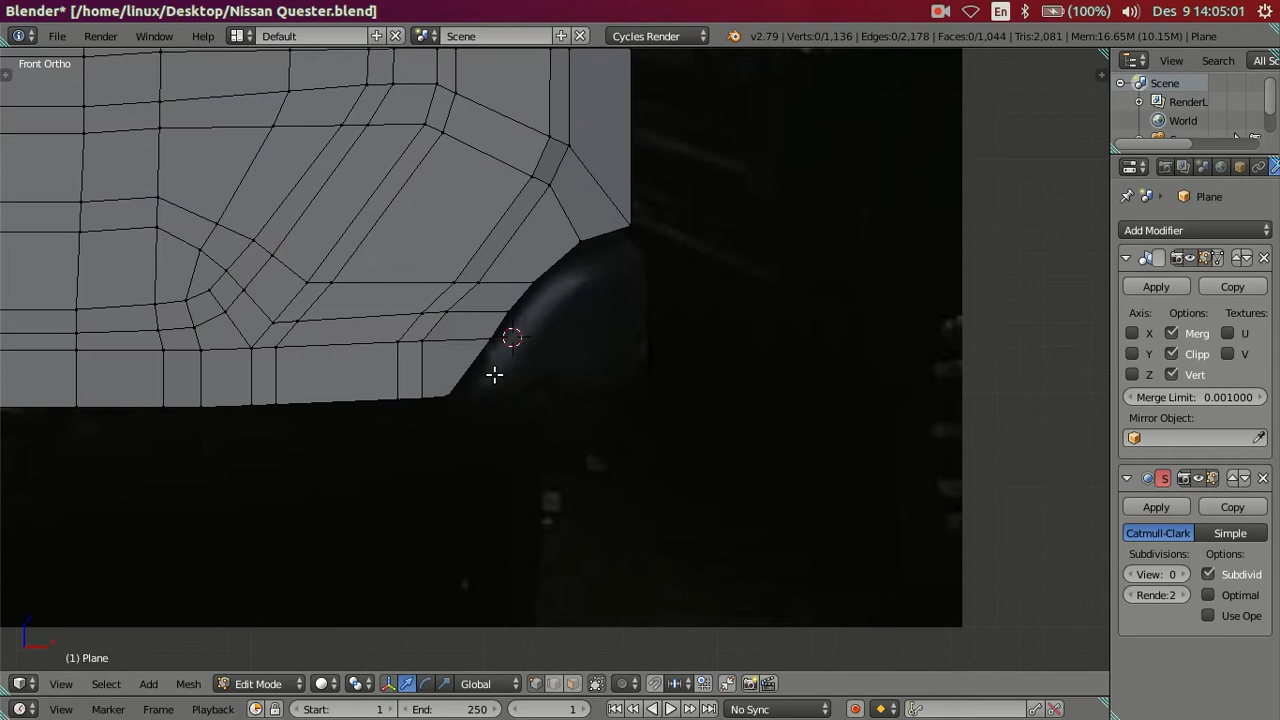 Blender* [/home/linux/Desktop/Nissan Quester.blend]
En
(100%)
Des 9 14:05:01
File
Render
Window
Help
Default
Scene
Cycles Render
v2.79 | Verts:0/1,136 | Edges:0/2,178 | Faces:0/1,044 | Tris:2,081 | Mem:16.65M (10.15M) | Plane
Front Ortho
View
Search
All Sc
Scene
RenderL
World
Plane
Add Modifier
Apply
Copy
Axis:
Options:
Textures:
X
Merg
U
Y
Clipp
V
Z
Vert
Merge Limit: 0.001000
Mirror Object:
S
Apply
Copy
Catmull-Clark
Simple
Subdivisions:
Options:
View: 0
Subdivid
Rende:2
Optimal
Use Ope
(1) Plane
View
Select
Add
Mesh
Edit Mode
Global
View
Marker
Frame
Playback
Start: 1
End: 250
1
No Sync